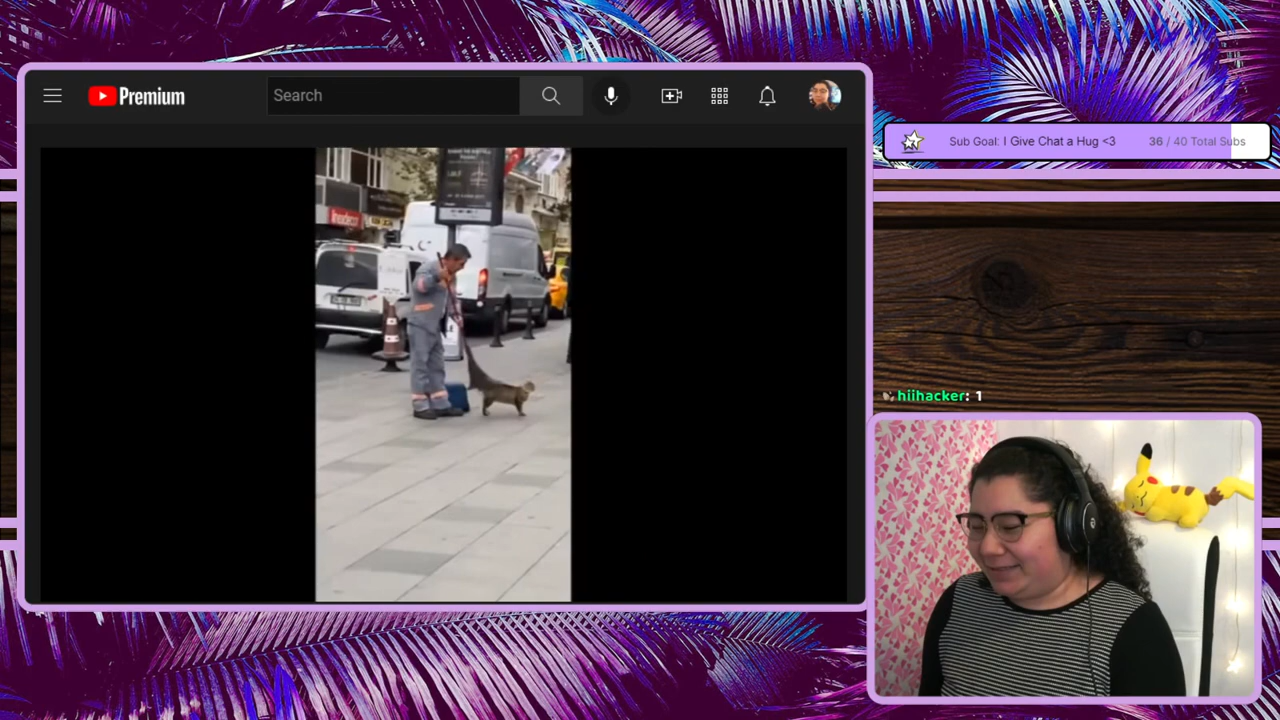 Premium
Search
Sub Goal: I Give Chat a Hug <3
36 / 40 Total Subs
hiihacker: 1